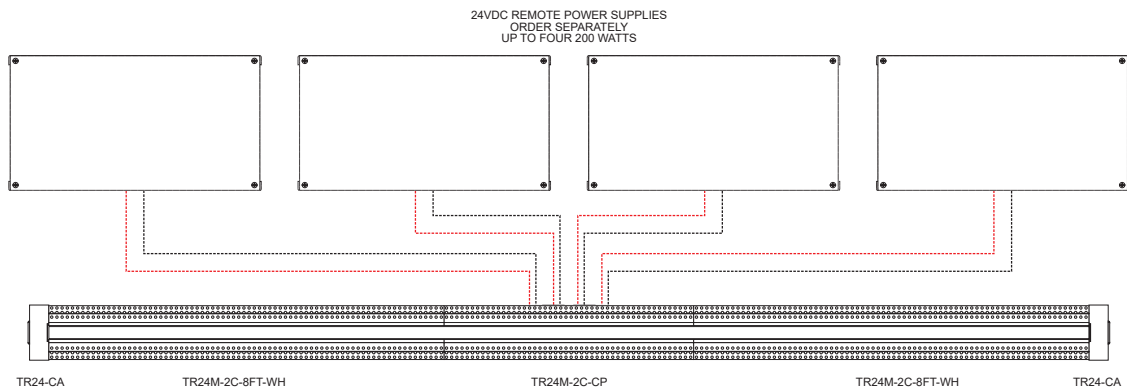 24VDC REMOTE POWER SUPPLIES
ORDER SEPARATELY
UP TO FOUR 200 WATTS
TR24-CA TR24M-2C-8FT-WH TR24M-2C-CP TR24M-2C-8FT-WH TR24-CA